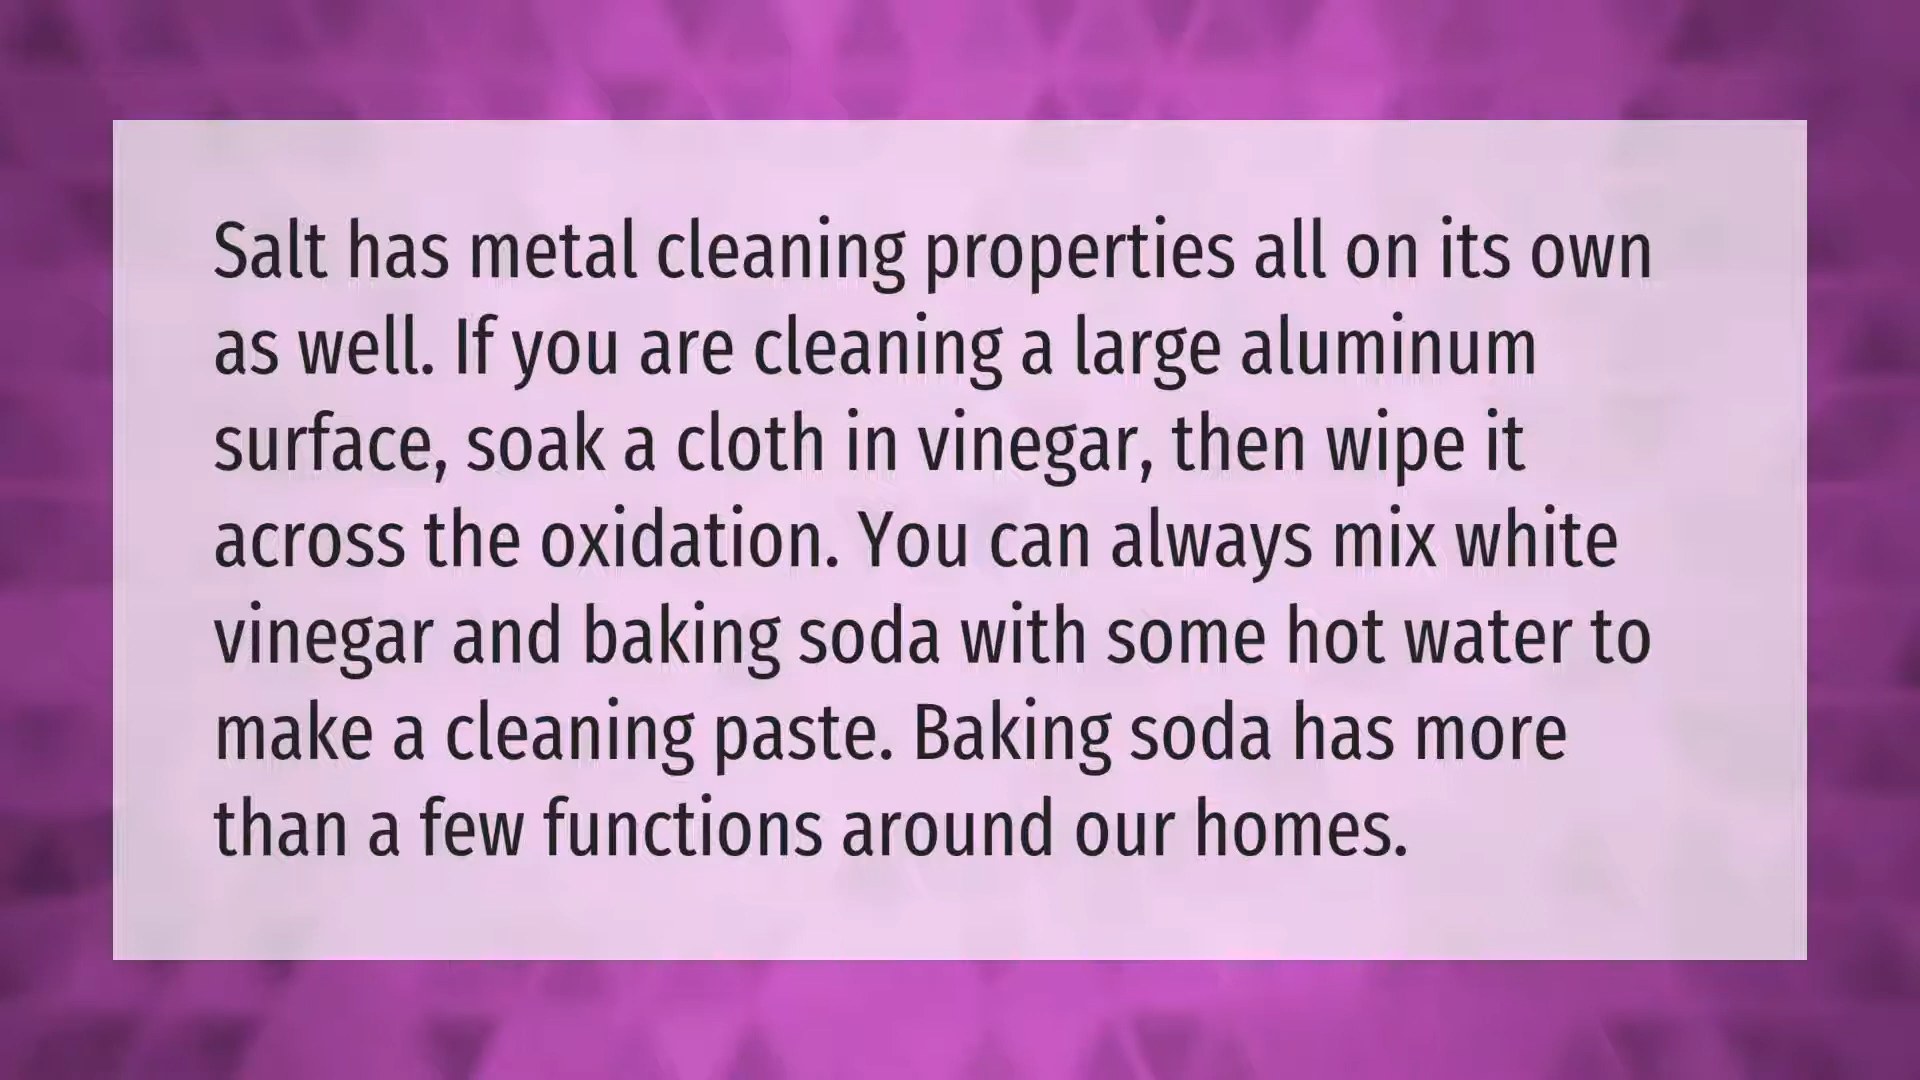 Salt has metal cleaning properties all on its own
as well. If you are cleaning a large aluminum
surface, soak a cloth in vinegar, then wipe it
across the oxidation. You can always mix white
vinegar and baking soda with some hot water to
make a cleaning paste. Baking soda has more
than a few functions around our homes.